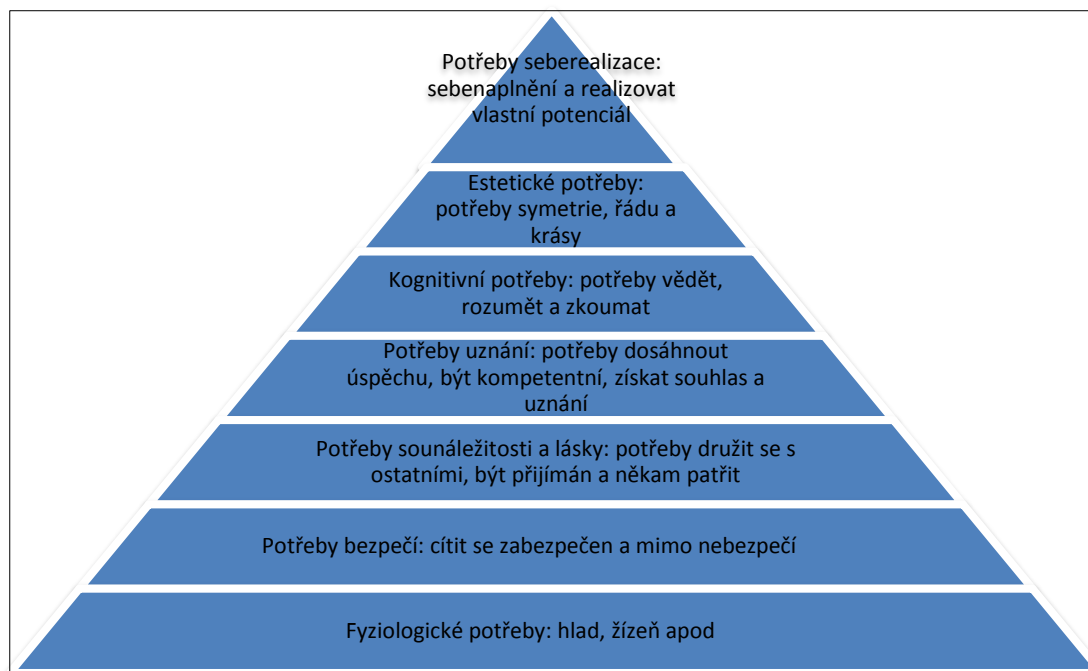 Potřeby seberealizace:
sebenaplnění a realizovat
vlastní potenciál
Estetické potřeby:
potřeby symetrie, řádu a
krásy
Kognitivní potřeby: potřeby vědět,
rozumět a zkoumat
Potřeby uznání: potřeby dosáhnout
úspěchu, být kompetentní, získat souhlas a
uznání
Potřeby sounáležitosti a lásky: potřeby družit se s
ostatními, být přijímán a někam patřit
Potřeby bezpečí: cítit se zabezpečen a mimo nebezpečí
Fyziologické potřeby: hlad, žízeň apod